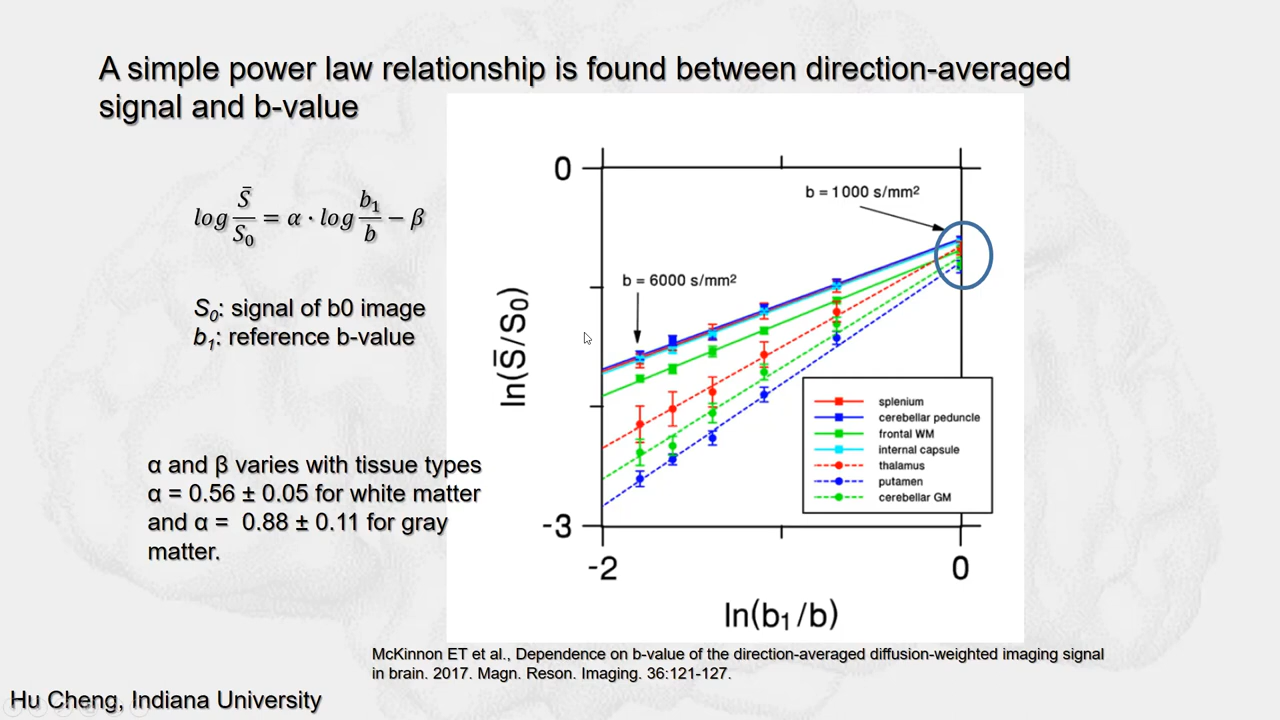 A simple power law relationship is found between direction-averaged
signal and b-value
log S̄/S₀ = α · log b₁/b − β
S₀: signal of b0 image
b₁: reference b-value
α and β varies with tissue types
α = 0.56 ± 0.05 for white matter
and α = 0.88 ± 0.11 for gray
matter.
0
b = 1000 s/mm²
b = 6000 s/mm²
ln(S̄/S₀)
splenium
cerebellar peduncle
frontal WM
internal capsule
thalamus
putamen
cerebellar GM
-3
-2
0
ln(b₁/b)
McKinnon ET et al., Dependence on b-value of the direction-averaged diffusion-weighted imaging signal
in brain. 2017. Magn. Reson. Imaging. 36:121-127.
Hu Cheng, Indiana University